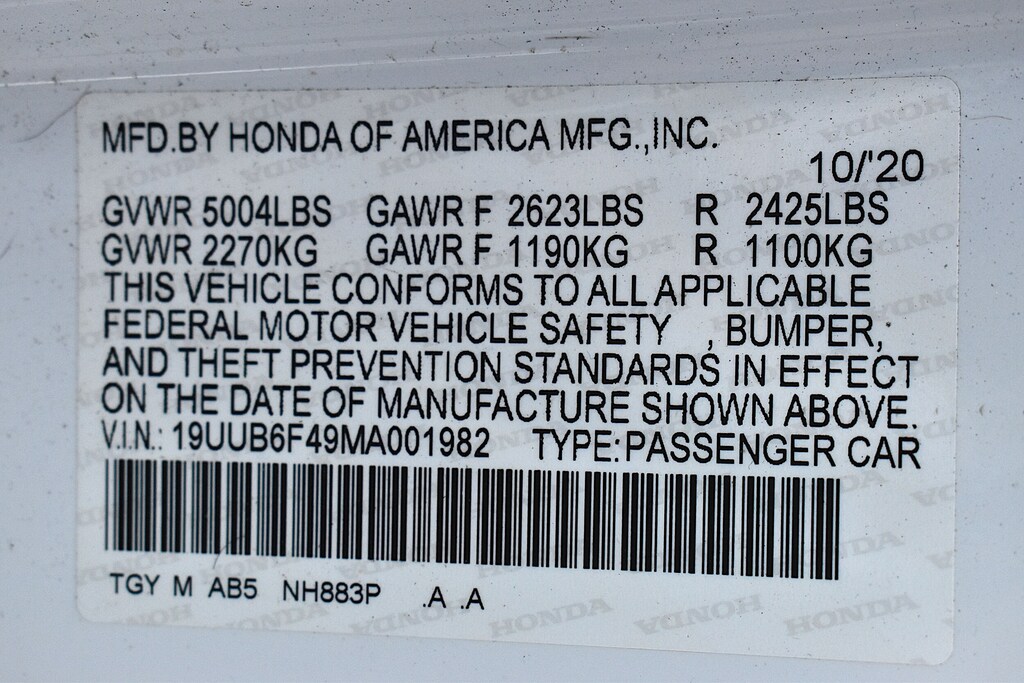 MFD.BY HONDA OF AMERICA MFG.,INC.
10/'20
GVWR 5004LBS GAWR F 2623LBS R 2425LBS
GVWR 2270KG GAWR F 1190KG R 1100KG
THIS VEHICLE CONFORMS TO ALL APPLICABLE
FEDERAL MOTOR VEHICLE SAFETY , BUMPER,
AND THEFT PREVENTION STANDARDS IN EFFECT
ON THE DATE OF MANUFACTURE SHOWN ABOVE.
V.I.N.: 19UUB6F49MA001982 TYPE:PASSENGER CAR
TGY M AB5 NH883P .A .A